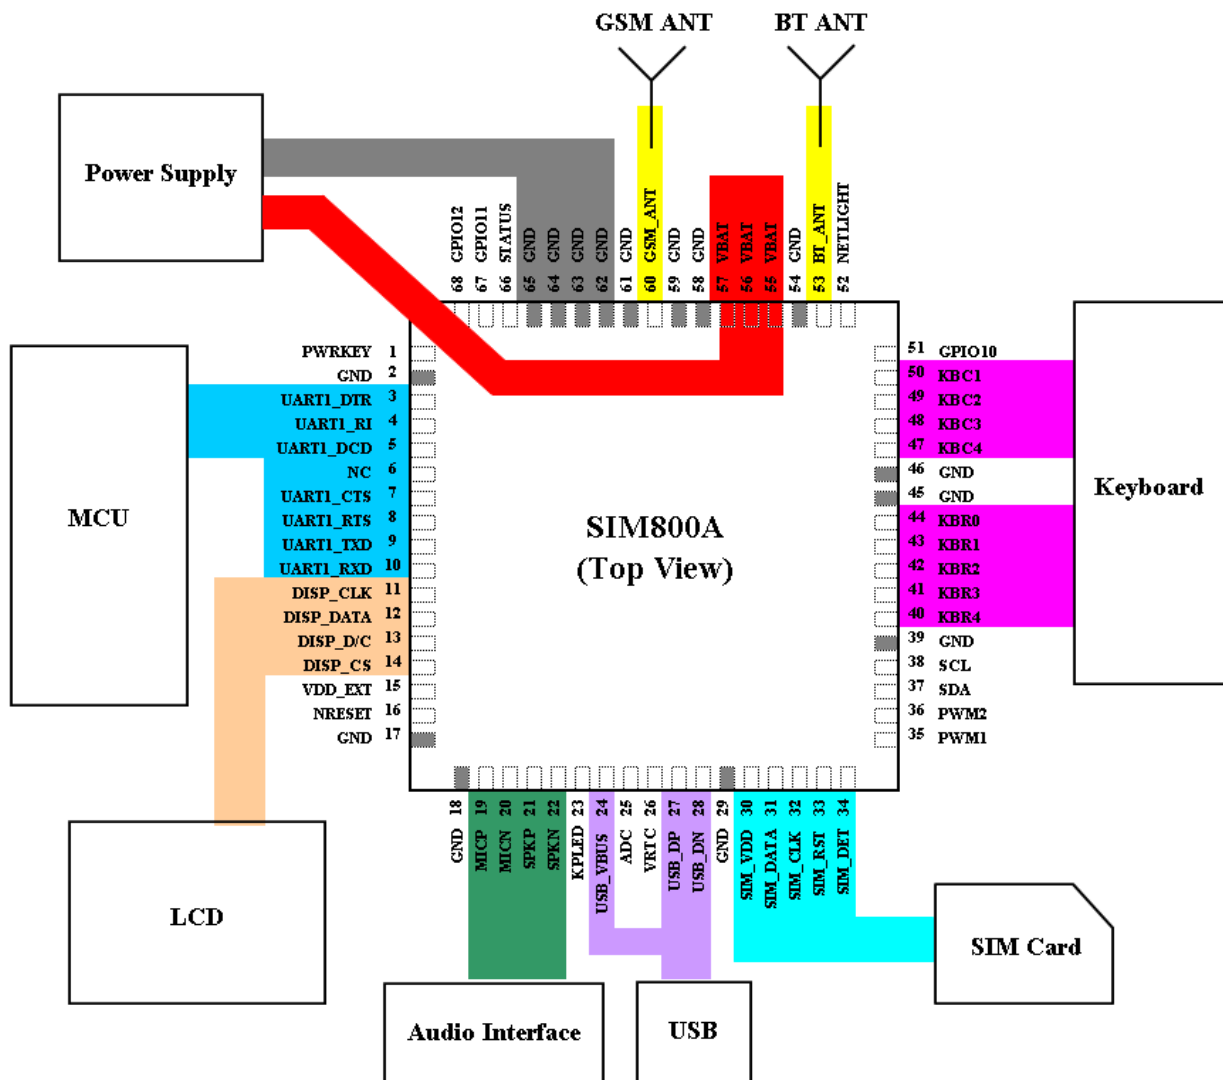 GSM ANT
BT ANT
Power Supply
68 GPIO12
67 GPIO11
66 STATUS
65 GND
64 GND
63 GND
62 GND
61 GND
60 GSM_ANT
59 GND
58 GND
57 VBAT
56 VBAT
55 VBAT
54 GND
53 BT_ANT
52 NETLIGHT
MCU
PWRKEY 1
GND 2
UART1_DTR 3
UART1_RI 4
UART1_DCD 5
NC 6
UART1_CTS 7
UART1_RTS 8
UART1_TXD 9
UART1_RXD 10
DISP_CLK 11
DISP_DATA 12
DISP_D/C 13
DISP_CS 14
VDD_EXT 15
NRESET 16
GND 17
SIM800A
(Top View)
51 GPIO10
50 KBC1
49 KBC2
48 KBC3
47 KBC4
46 GND
45 GND
44 KBR0
43 KBR1
42 KBR2
41 KBR3
40 KBR4
39 GND
38 SCL
37 SDA
36 PWM2
35 PWM1
Keyboard
GND 18
MICP 19
MICN 20
SPKP 21
SPKN 22
KPLED 23
USB_VBUS 24
ADC 25
VRTC 26
USB_DP 27
USB_DN 28
GND 29
SIM_VDD 30
SIM_DATA 31
SIM_CLK 32
SIM_RST 33
SIM_DET 34
LCD
Audio Interface
USB
SIM Card